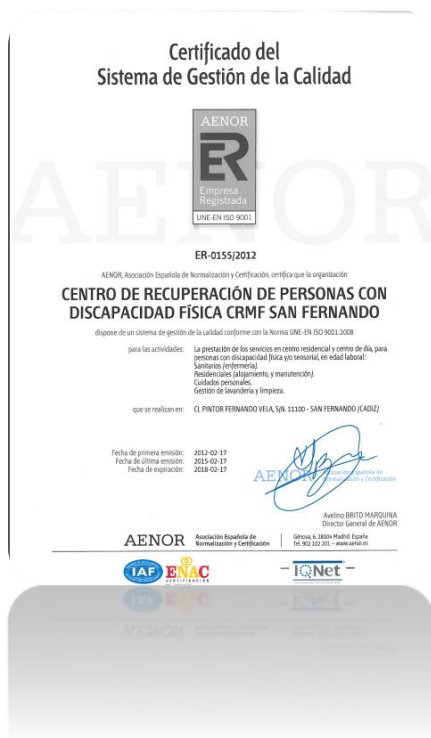 Certificado del
Sistema de Gestión de la Calidad
AENOR
ER
Empresa
Registrada
UNE-EN ISO 9001
AENOR
ER-0155/2012
AENOR, Asociación Española de Normalización y Certificación, certifica que la organización
CENTRO DE RECUPERACIÓN DE PERSONAS CON
DISCAPACIDAD FÍSICA CRMF SAN FERNANDO
dispone de un sistema de gestión de la calidad conforme con la Norma UNE-EN ISO 9001:2008
para las actividades: La prestación de los servicios en centro residencial y centro de día, para
personas con discapacidad física y/o sensorial, en edad laboral:
Sanitarios (enfermería).
Residenciales (alojamiento, y manutención).
Cuidados personales.
Gestión de lavandería y limpieza.
que se realizan en: CL PINTOR FERNANDO VELA, S/N. 11100 - SAN FERNANDO (CADIZ)
Fecha de primera emisión: 2012-02-17
Fecha de última emisión: 2015-02-17
Fecha de expiración: 2018-02-17
AENOR Asociación Española de
Normalización y Certificación
Avelino BRITO MARQUINA
Director General de AENOR
AENOR Asociación Española de
Normalización y Certificación
Génova, 6. 28004 Madrid. España
Tel. 902 102 201 – www.aenor.es
IAF
ENAC
CERTIFICACIÓN
IQNet